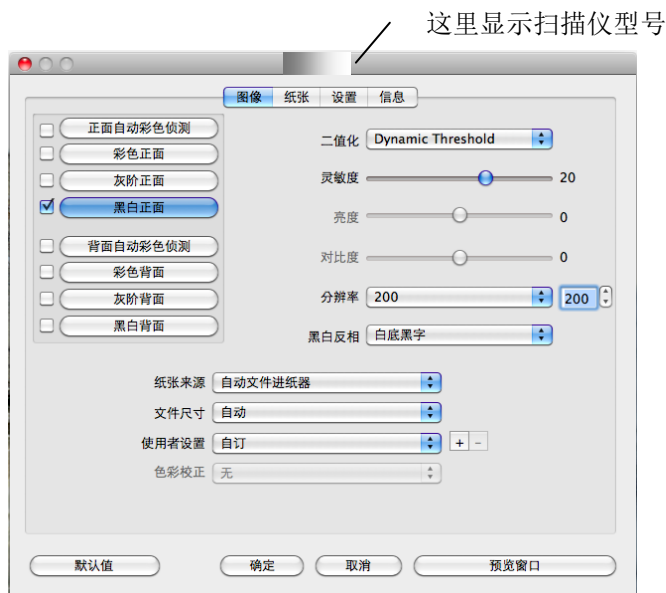 这里显示扫描仪型号
图像 纸张 设置 信息
正面自动彩色侦测
彩色正面
灰阶正面
黑白正面
背面自动彩色侦测
彩色背面
灰阶背面
黑白背面
二值化 Dynamic Threshold
灵敏度 20
亮度 0
对比度 0
分辨率 200 200
黑白反相 白底黑字
纸张来源 自动文件进纸器
文件尺寸 自动
使用者设置 自订 + -
色彩校正 无
默认值 确定 取消 预览窗口